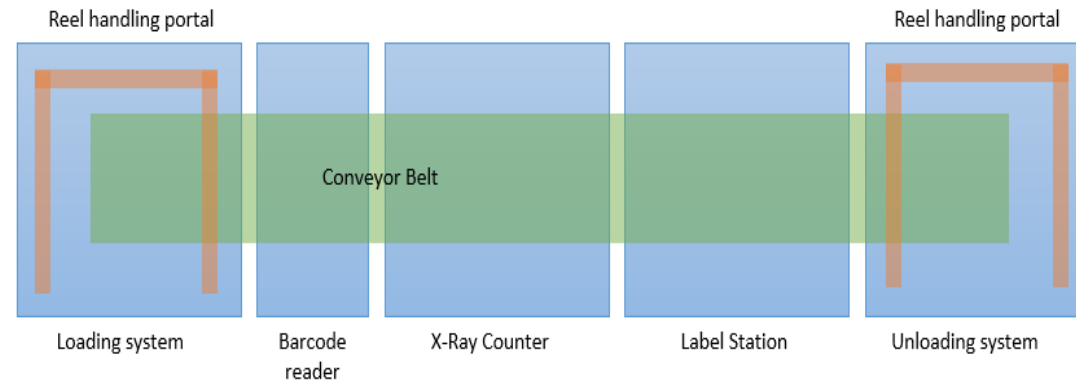 Reel handling portal
Reel handling portal
Conveyor Belt
Loading system
Barcode
reader
X-Ray Counter
Label Station
Unloading system